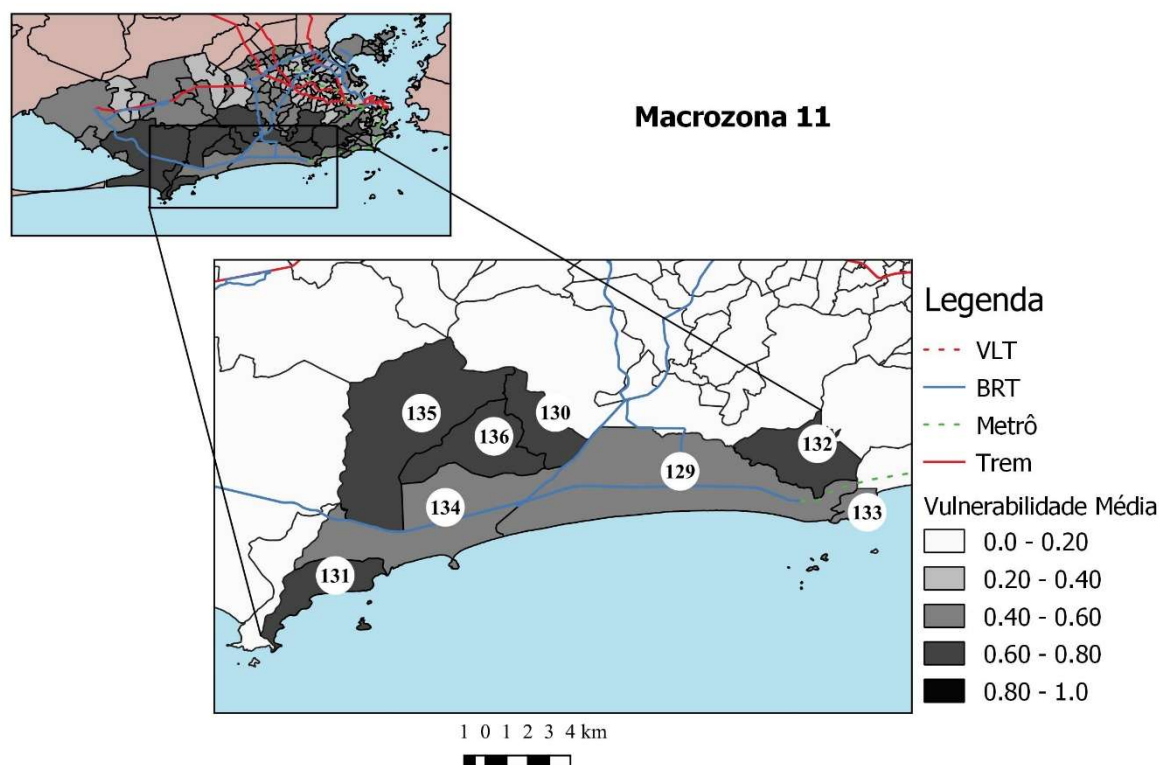 Macrozona 11
135
130
136
132
129
134
133
131
Legenda
VLT
BRT
Metrô
Trem
Vulnerabilidade Média
0.0 - 0.20
0.20 - 0.40
0.40 - 0.60
0.60 - 0.80
0.80 - 1.0
1 0 1 2 3 4 km